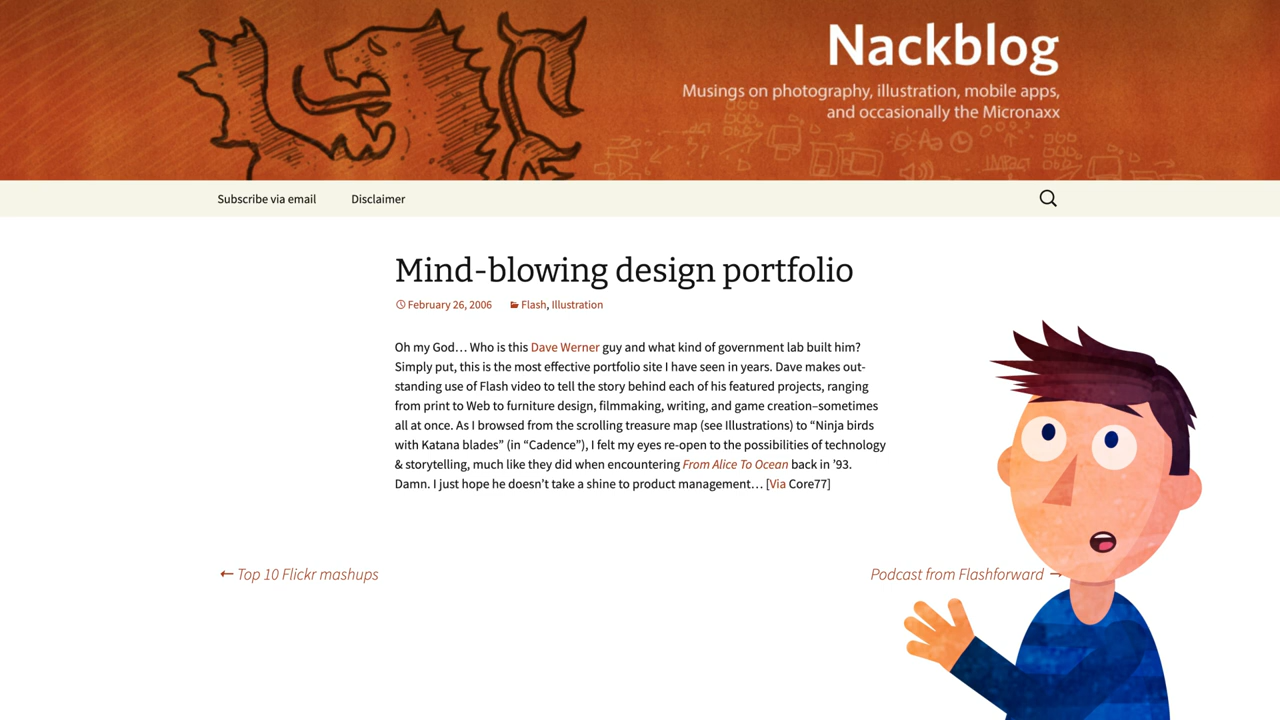 Nackblog
Musings on photography, illustration, mobile apps,
and occasionally the Micronaxx
Subscribe via email
Disclaimer
Mind-blowing design portfolio
February 26, 2006
Flash, Illustration
Oh my God… Who is this Dave Werner guy and what kind of government lab built him?
Simply put, this is the most effective portfolio site I have seen in years. Dave makes out-
standing use of Flash video to tell the story behind each of his featured projects, ranging
from print to Web to furniture design, filmmaking, writing, and game creation–sometimes
all at once. As I browsed from the scrolling treasure map (see Illustrations) to “Ninja birds
with Katana blades” (in “Cadence”), I felt my eyes re-open to the possibilities of technology
& storytelling, much like they did when encountering From Alice To Ocean back in ’93.
Damn. I just hope he doesn’t take a shine to product management… [Via Core77]
← Top 10 Flickr mashups
Podcast from Flashforward →